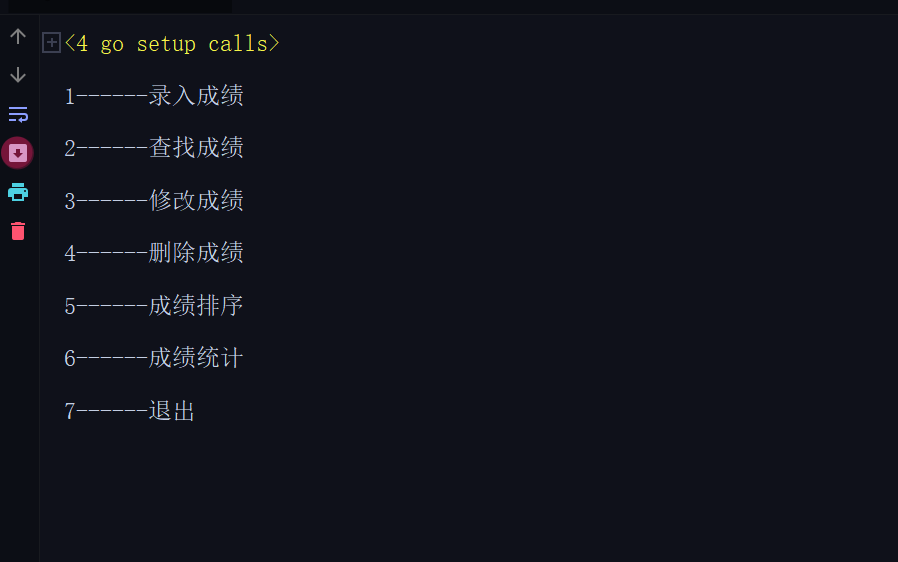 <4 go setup calls>
1------录入成绩
2------查找成绩
3------修改成绩
4------删除成绩
5------成绩排序
6------成绩统计
7------退出